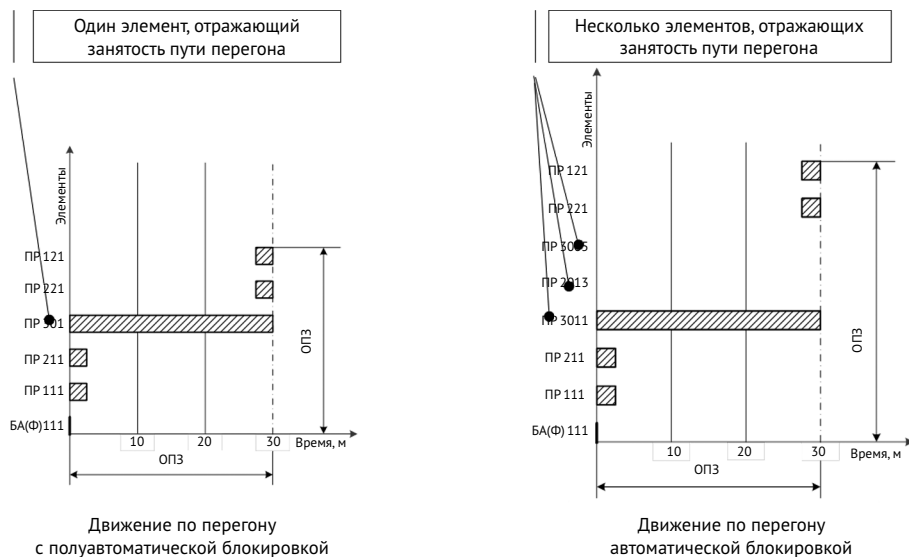 Один элемент, отражающий
занятость пути перегона
Элементы
ПР 121
ПР 221
ПР 301
ПР 211
ПР 111
БА(Ф)111
10
20
30
Время, м
ОПЗ
ОПЗ
Движение по перегону
с полуавтоматической блокировкой
Несколько элементов, отражающих
занятость пути перегона
Элементы
ПР 121
ПР 221
ПР 3015
ПР 2013
ПР 3011
ПР 211
ПР 111
БА(Ф) 111
10
20
30
Время, м
ОПЗ
ОПЗ
Движение по перегону
автоматической блокировкой